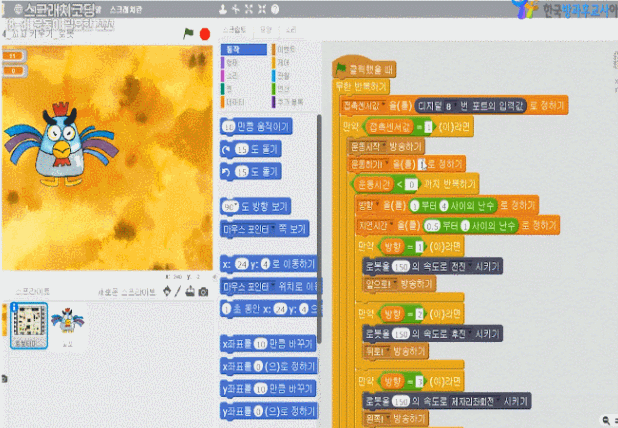 스크래치코딩
스크래치관
한국방과후교식이
스크립트 모양 소리
동작
이벤트
형태
제어
소리
관찰
펜
연산
데이터
추가 블록
10 만큼 움직이기
15 도 돌기
15 도 돌기
90 도 방향 보기
마우스 포인터 쪽 보기
x: 24 y: 4 로 이동하기
마우스 포인터 위치로 이동
1 초 동안 x: 24 y: 4 으
x좌표를 10 만큼 바꾸기
x좌표를 0 (으)로 정하기
y좌표를 10 만큼 바꾸기
y좌표를 0 (으)로 정하기
스프라이트
새로운 스프라이트
클릭했을 때
무한 반복하기
접촉센서값 을(를) 디지털 8 번 포트의 입력값 로 정하기
만약 접촉센서값 = 1 (이)라면
운동시작 방송하기
운동하기 을(를) 로 정하기
운동시간 < 0 까지 반복하기
방향 을(를) 1 부터 4 사이의 난수 로 정하기
지연시간 을(를) 0.5 부터 1 사이의 난수 로 정하기
만약 방향 = 1 (이)라면
로봇을 150 의 속도로 전진 시키기
앞으로! 방송하기
만약 방향 = 2 (이)라면
로봇을 150 의 속도로 후진 시키기
뒤로! 방송하기
만약 방향 = 3 (이)라면
로봇을 150 의 속도로 제자리좌회전 시키기
왼쪽! 방송하기